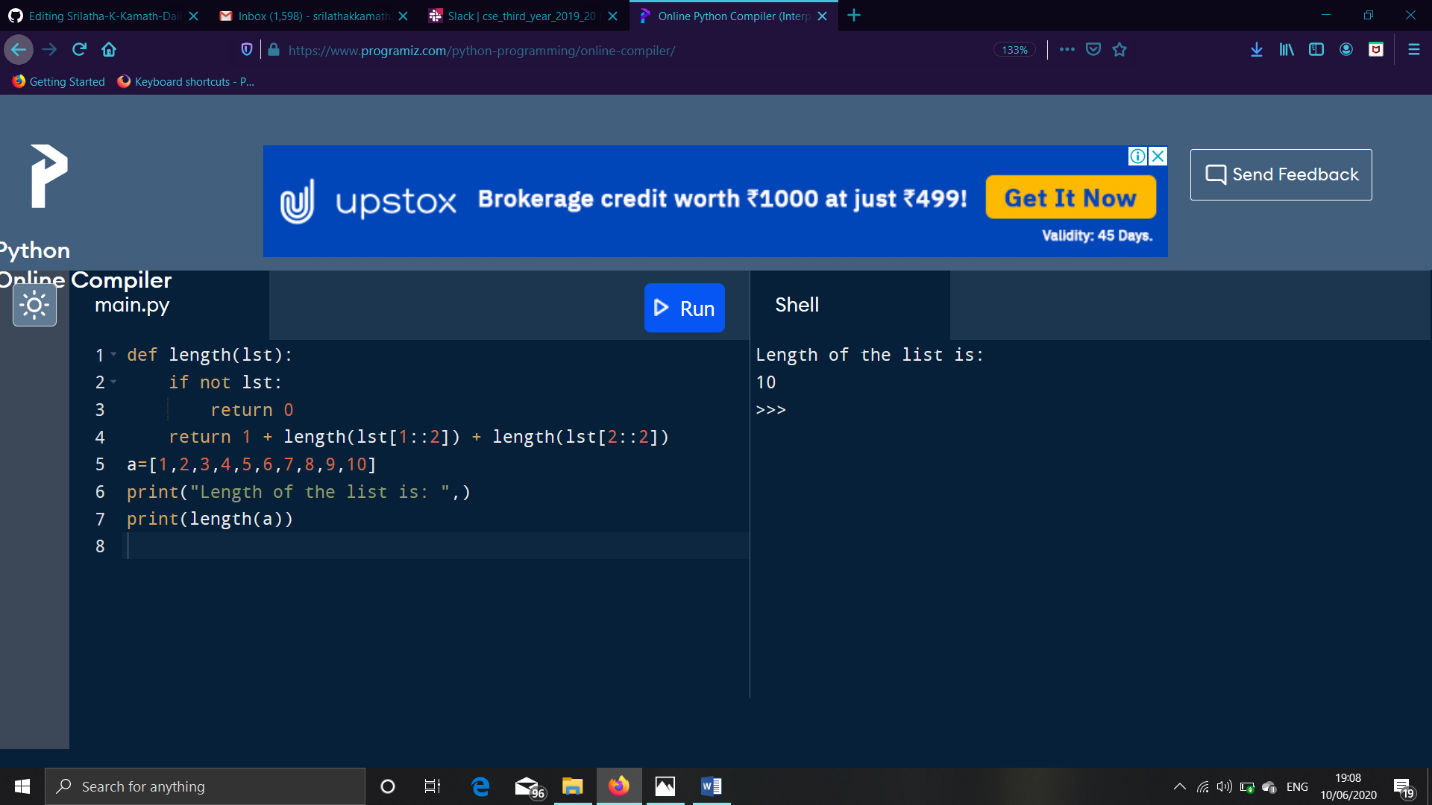 Editing Srilatha-K-Kamath-Dai
Inbox (1,598) - srilathakkamath
Slack | cse_third_year_2019_20
Online Python Compiler (Interp
https://www.programiz.com/python-programming/online-compiler/
133%
Getting Started
Keyboard shortcuts - P...
upstox
Brokerage credit worth ₹1000 at just ₹499!
Get It Now
Validity: 45 Days.
Send Feedback
Python
Online Compiler
main.py
Run
Shell
1 def length(lst):
2 if not lst:
3 return 0
4 return 1 + length(lst[1::2]) + length(lst[2::2])
5 a=[1,2,3,4,5,6,7,8,9,10]
6 print("Length of the list is: ",)
7 print(length(a))
8
Length of the list is:
10
>>>
Search for anything
96
ENG
19:08
10/06/2020
19